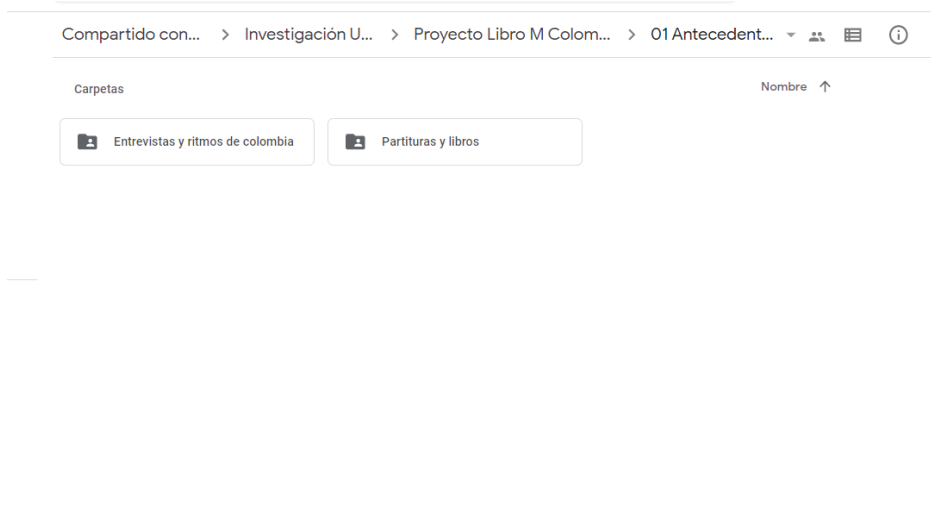 Compartido con... > Investigación U... > Proyecto Libro M Colom... > 01 Antecedent...
Carpetas
Nombre
Entrevistas y ritmos de colombia
Partituras y libros